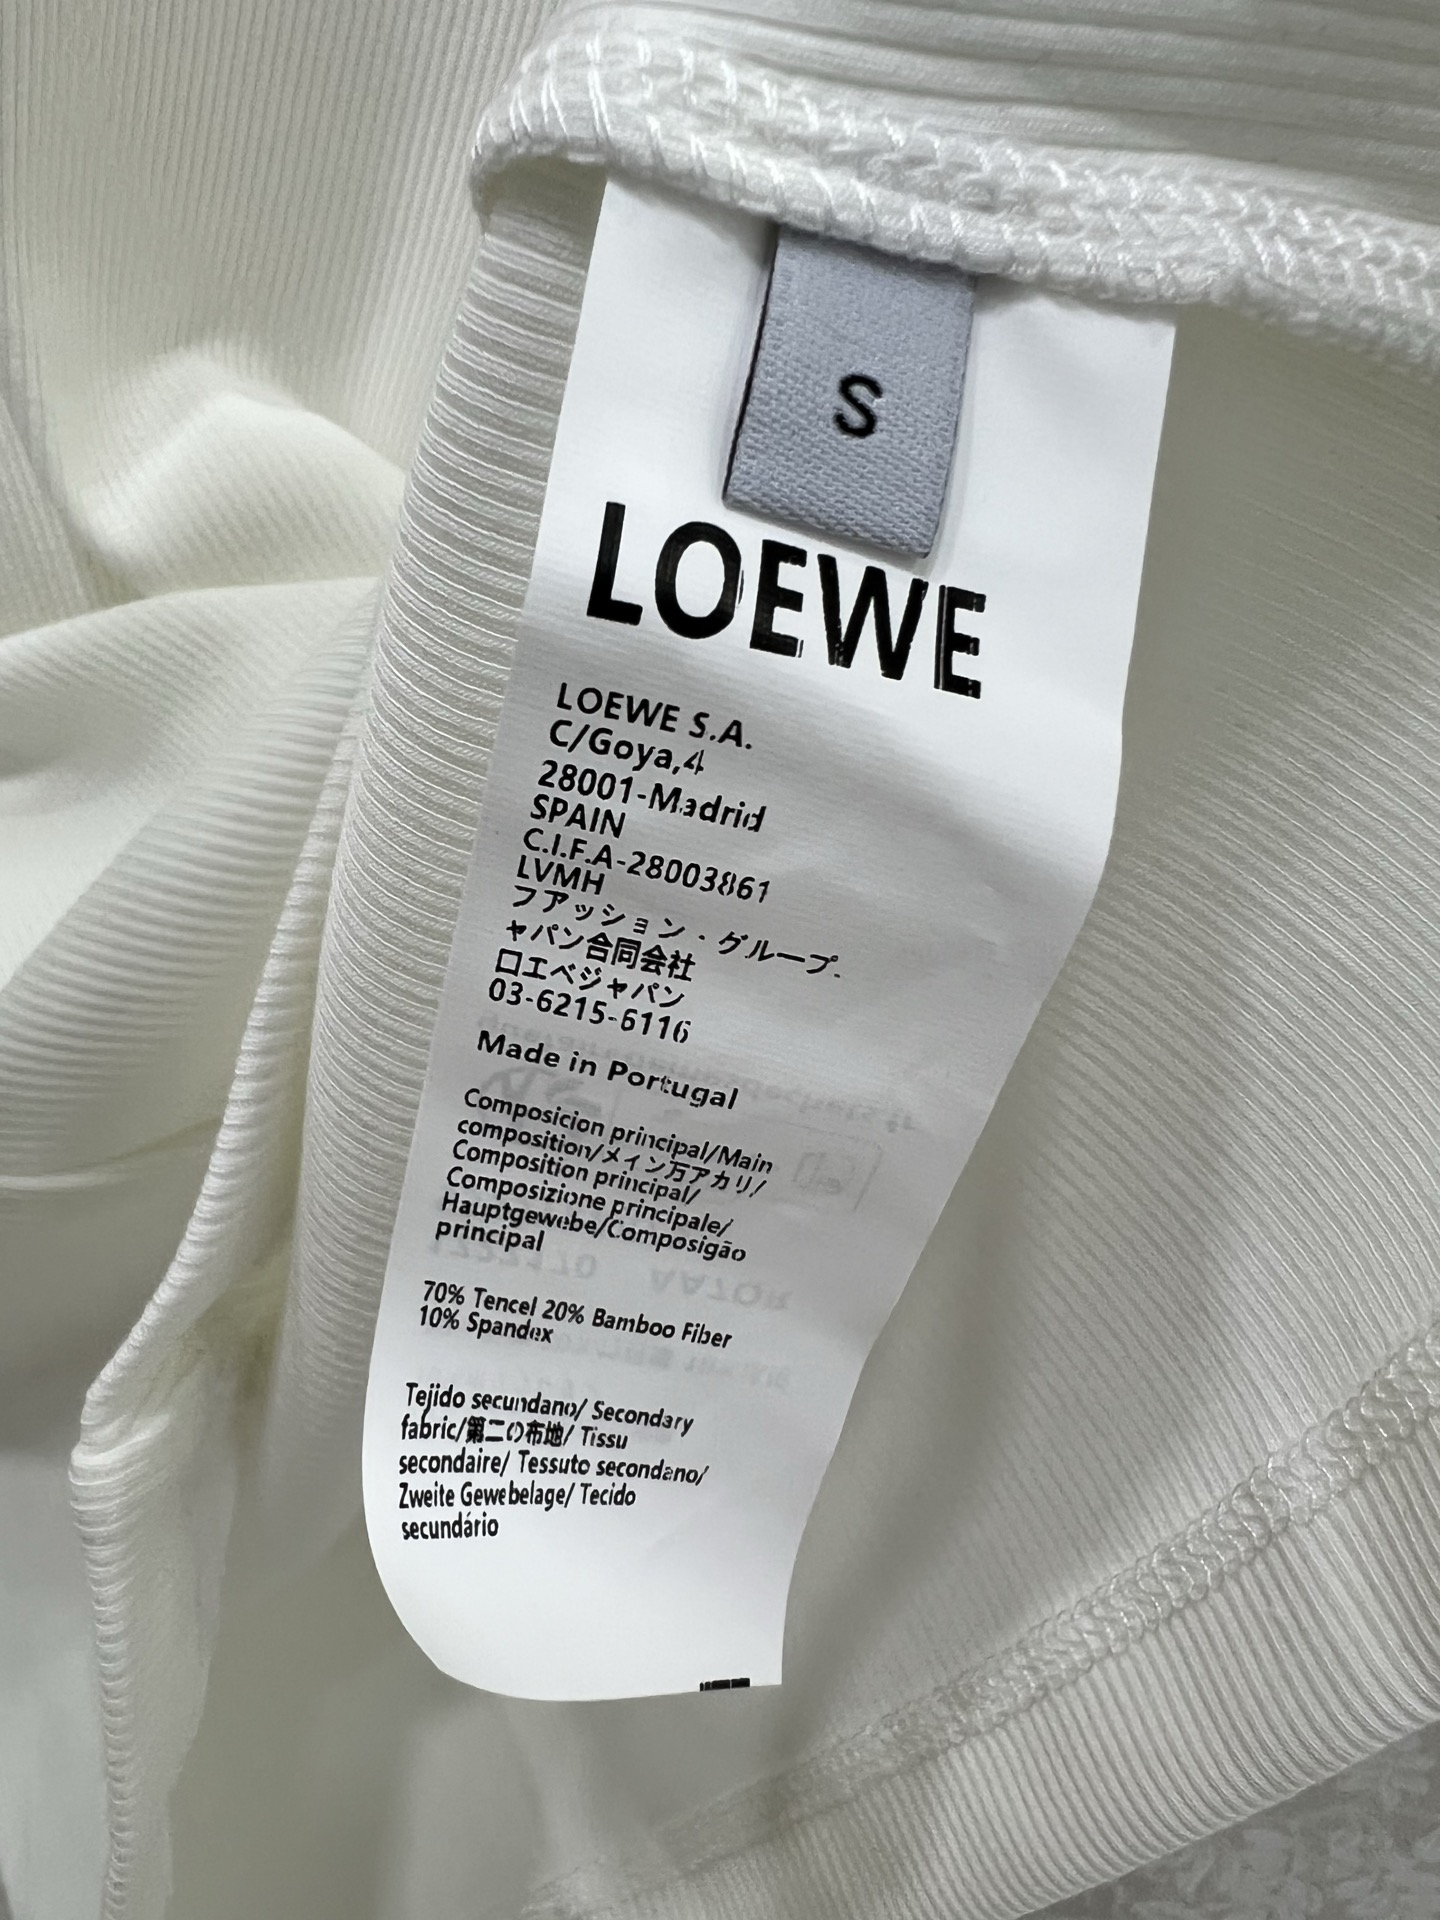 S
LOEWE
LOEWE S.A.
C/Goya,4
28001-Madrid
SPAIN
C.I.F.A-28003861
LVMH
フアッション・グループ.
ャパン合同会社
口エベジャパン
03-6215-6116
Made in Portugal
Composicion principal/Main
composition/メイン万アカリ/
Composition principal/
Composizione principale/
Hauptgewebe/Composigão
principal
70% Tencel 20% Bamboo Fiber
10% Spandex
Tejido secundano/ Secondary
fabric/第二の布地/ Tissu
secondaire/ Tessuto secondano/
Zweite Gewebelage/ Tecido
secundário